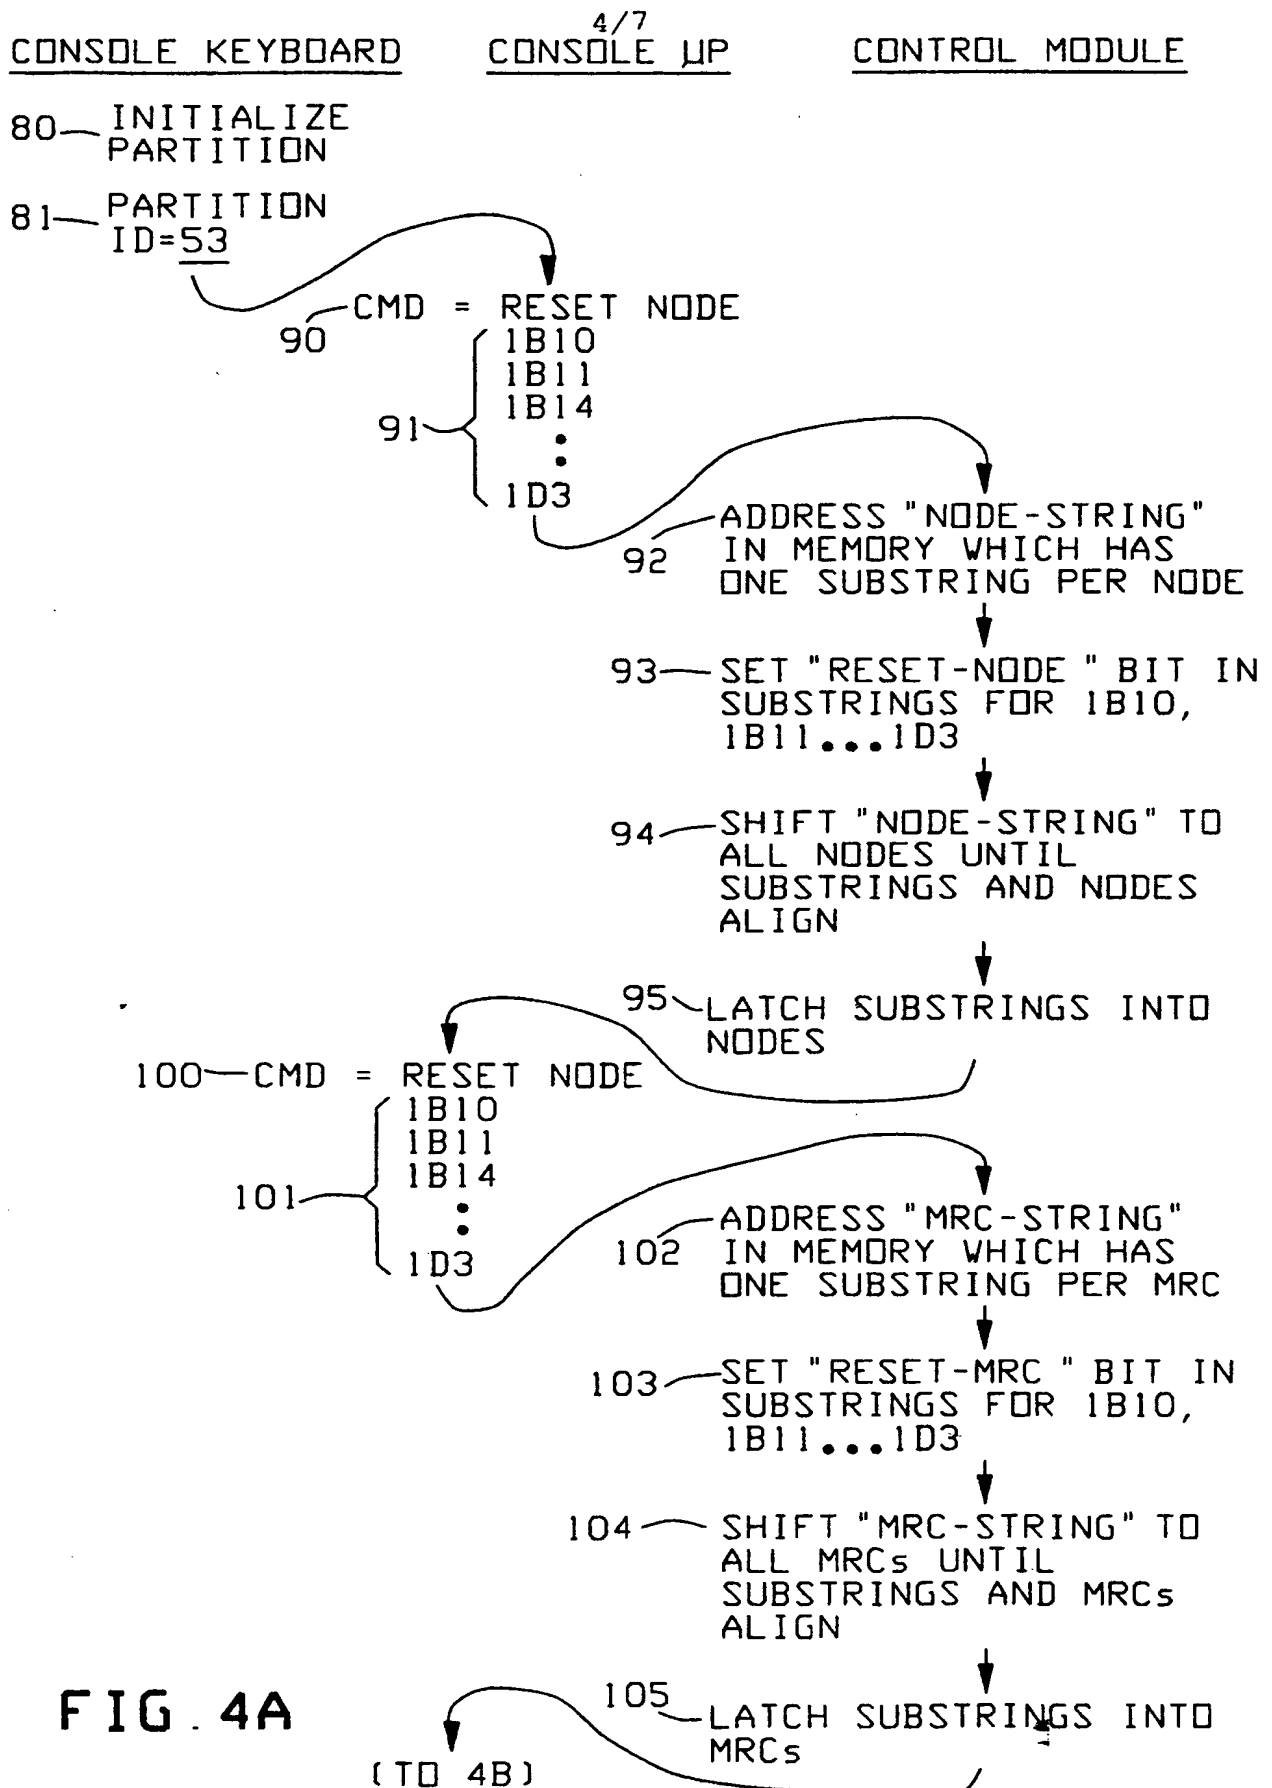 4/7
CONSOLE KEYBOARD CONSOLE µP CONTROL MODULE
80 INITIALIZE
PARTITION
81 PARTITION
ID=53
CMD = RESET NODE
90
1B10
1B11
1B14
91
1D3
ADDRESS "NODE-STRING"
92 IN MEMORY WHICH HAS
ONE SUBSTRING PER NODE
93 SET "RESET-NODE" BIT IN
SUBSTRINGS FOR 1B10,
1B11...1D3
94 SHIFT "NODE-STRING" TO
ALL NODES UNTIL
SUBSTRINGS AND NODES
ALIGN
95 LATCH SUBSTRINGS INTO
NODES
100 CMD = RESET NODE
1B10
1B11
1B14
101
1D3
ADDRESS "MRC-STRING"
102 IN MEMORY WHICH HAS
ONE SUBSTRING PER MRC
103 SET "RESET-MRC" BIT IN
SUBSTRINGS FOR 1B10,
1B11...1D3
104 SHIFT "MRC-STRING" TO
ALL MRCs UNTIL
SUBSTRINGS AND MRCs
ALIGN
105 LATCH SUBSTRINGS INTO
MRCs
FIG. 4A
(TO 4B)